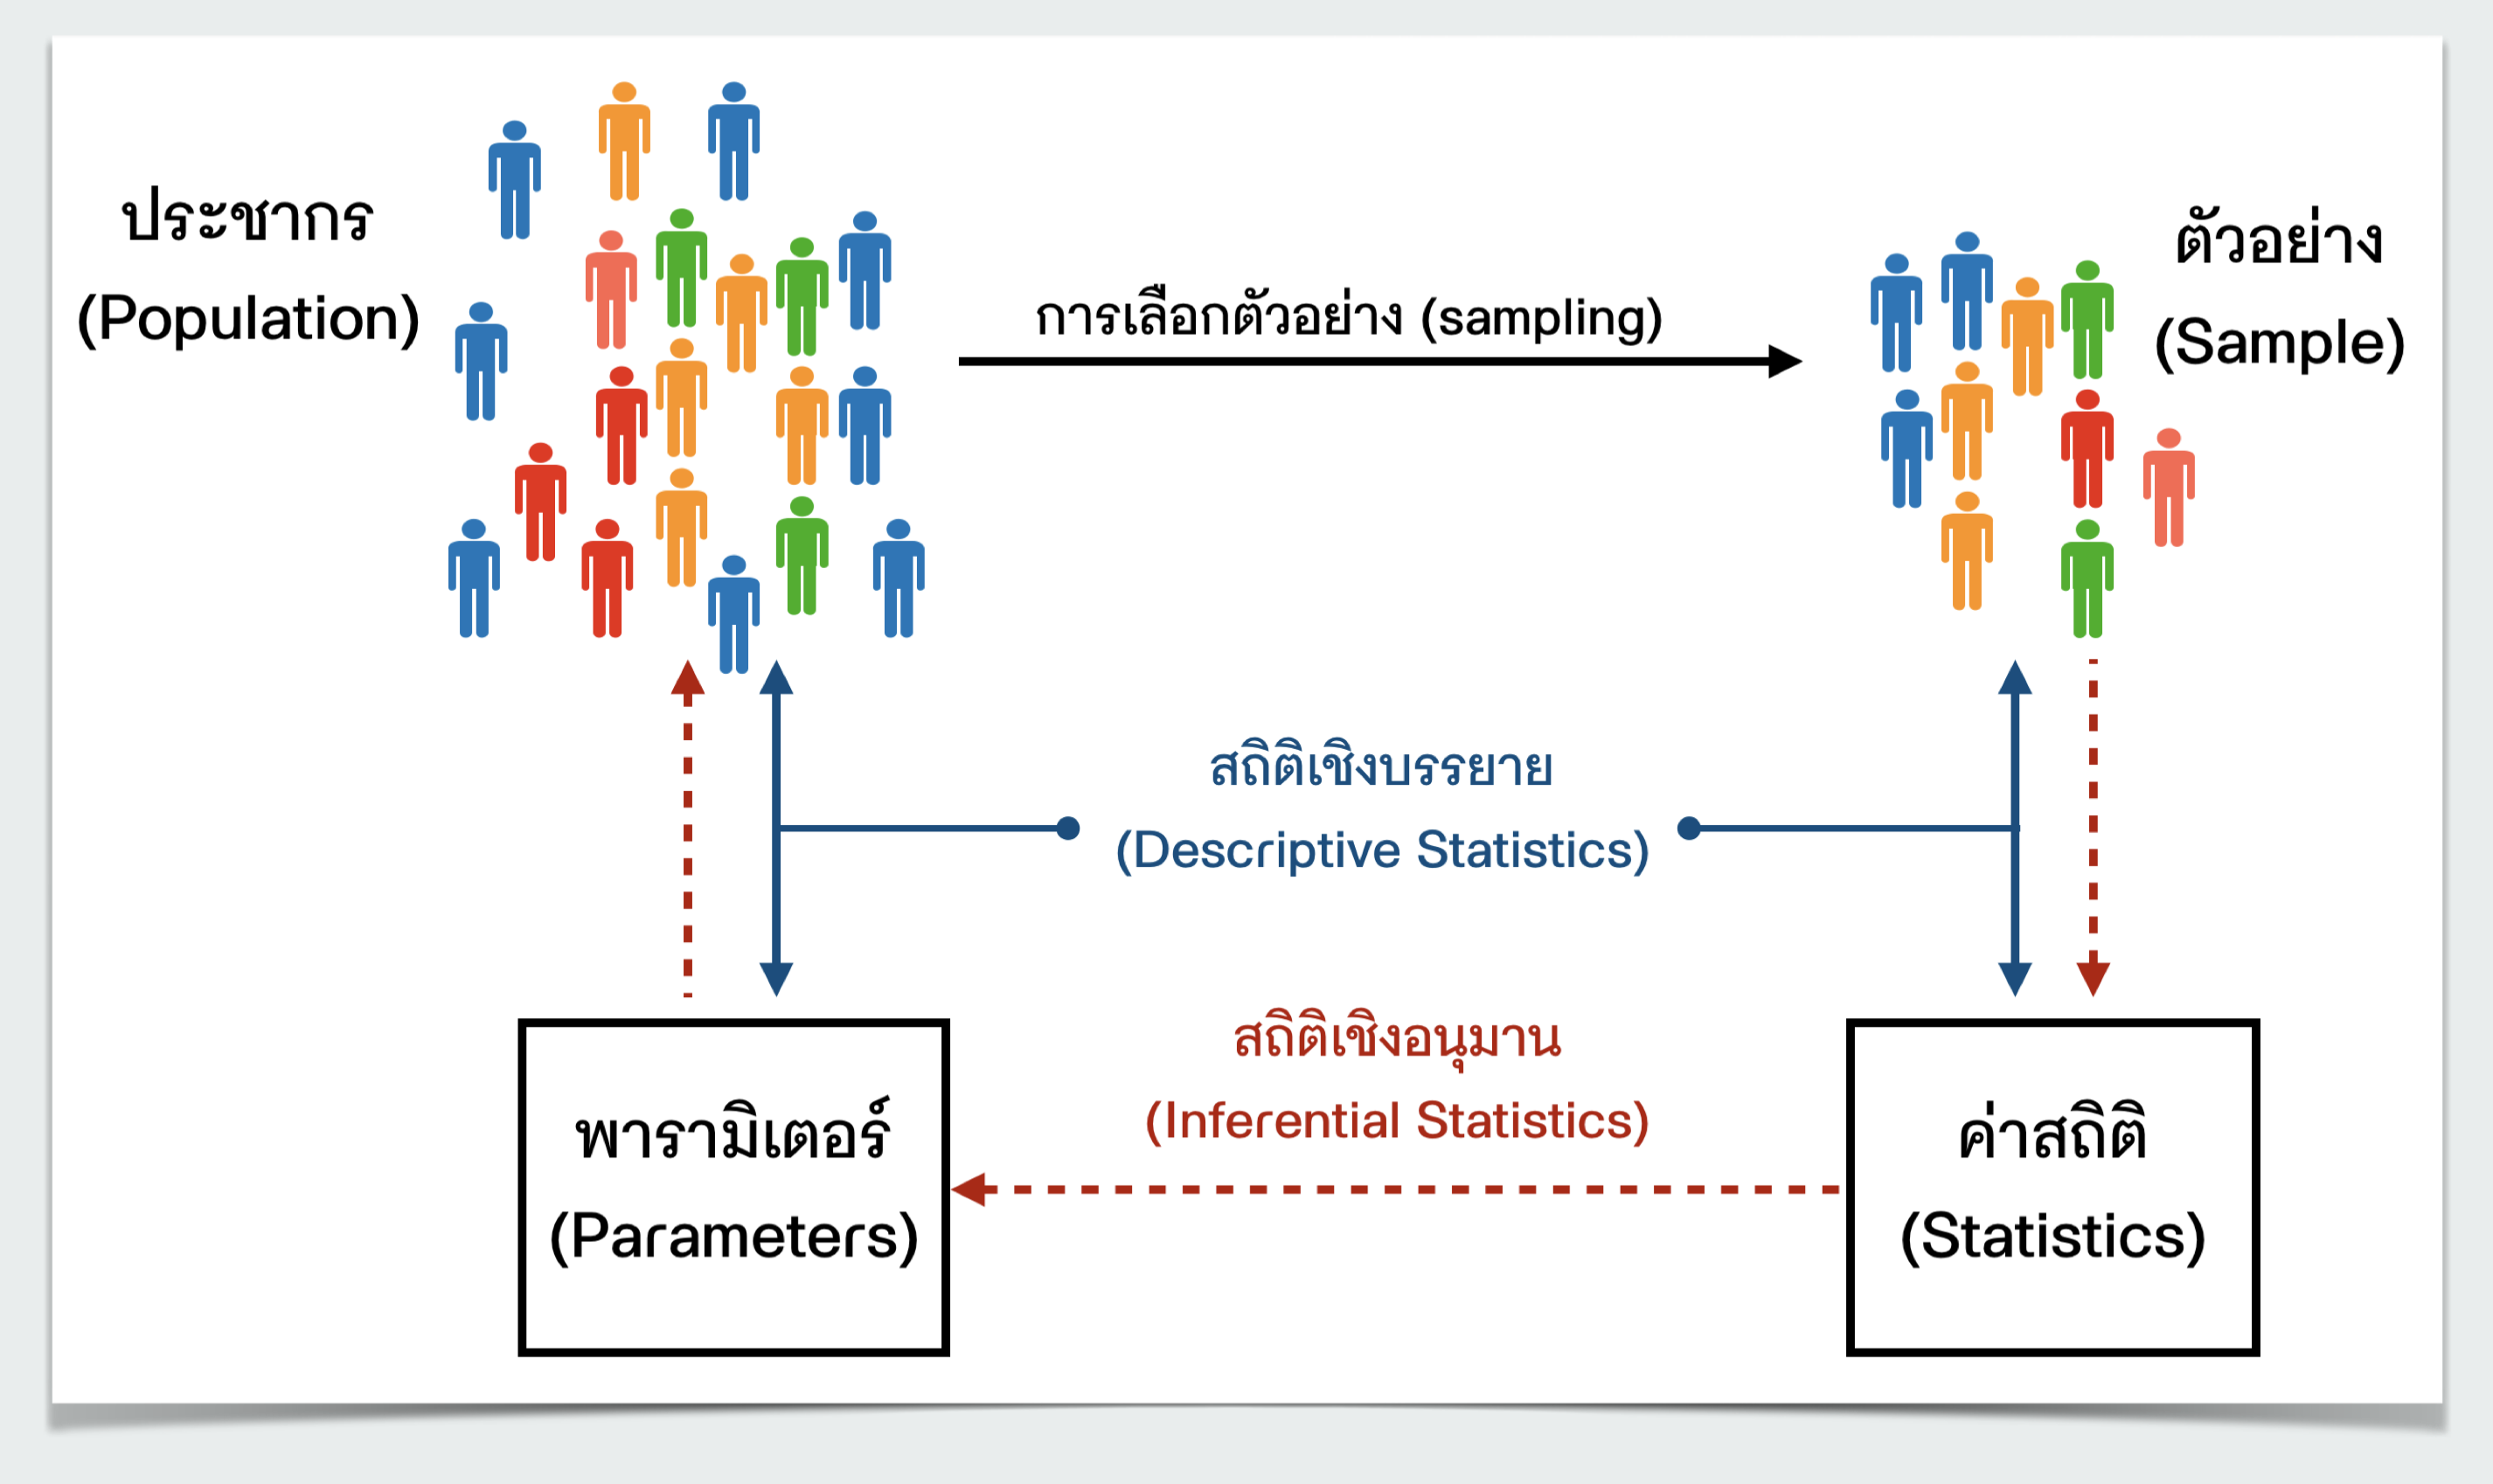 ประชากร
(Population)
การเลือกตัวอย่าง (sampling)
ตัวอย่าง
(Sample)
สถิติเชิงบรรยาย
(Descriptive Statistics)
สถิติเชิงอนุมาน
(Inferential Statistics)
พารามิเตอร์
(Parameters)
ค่าสถิติ
(Statistics)